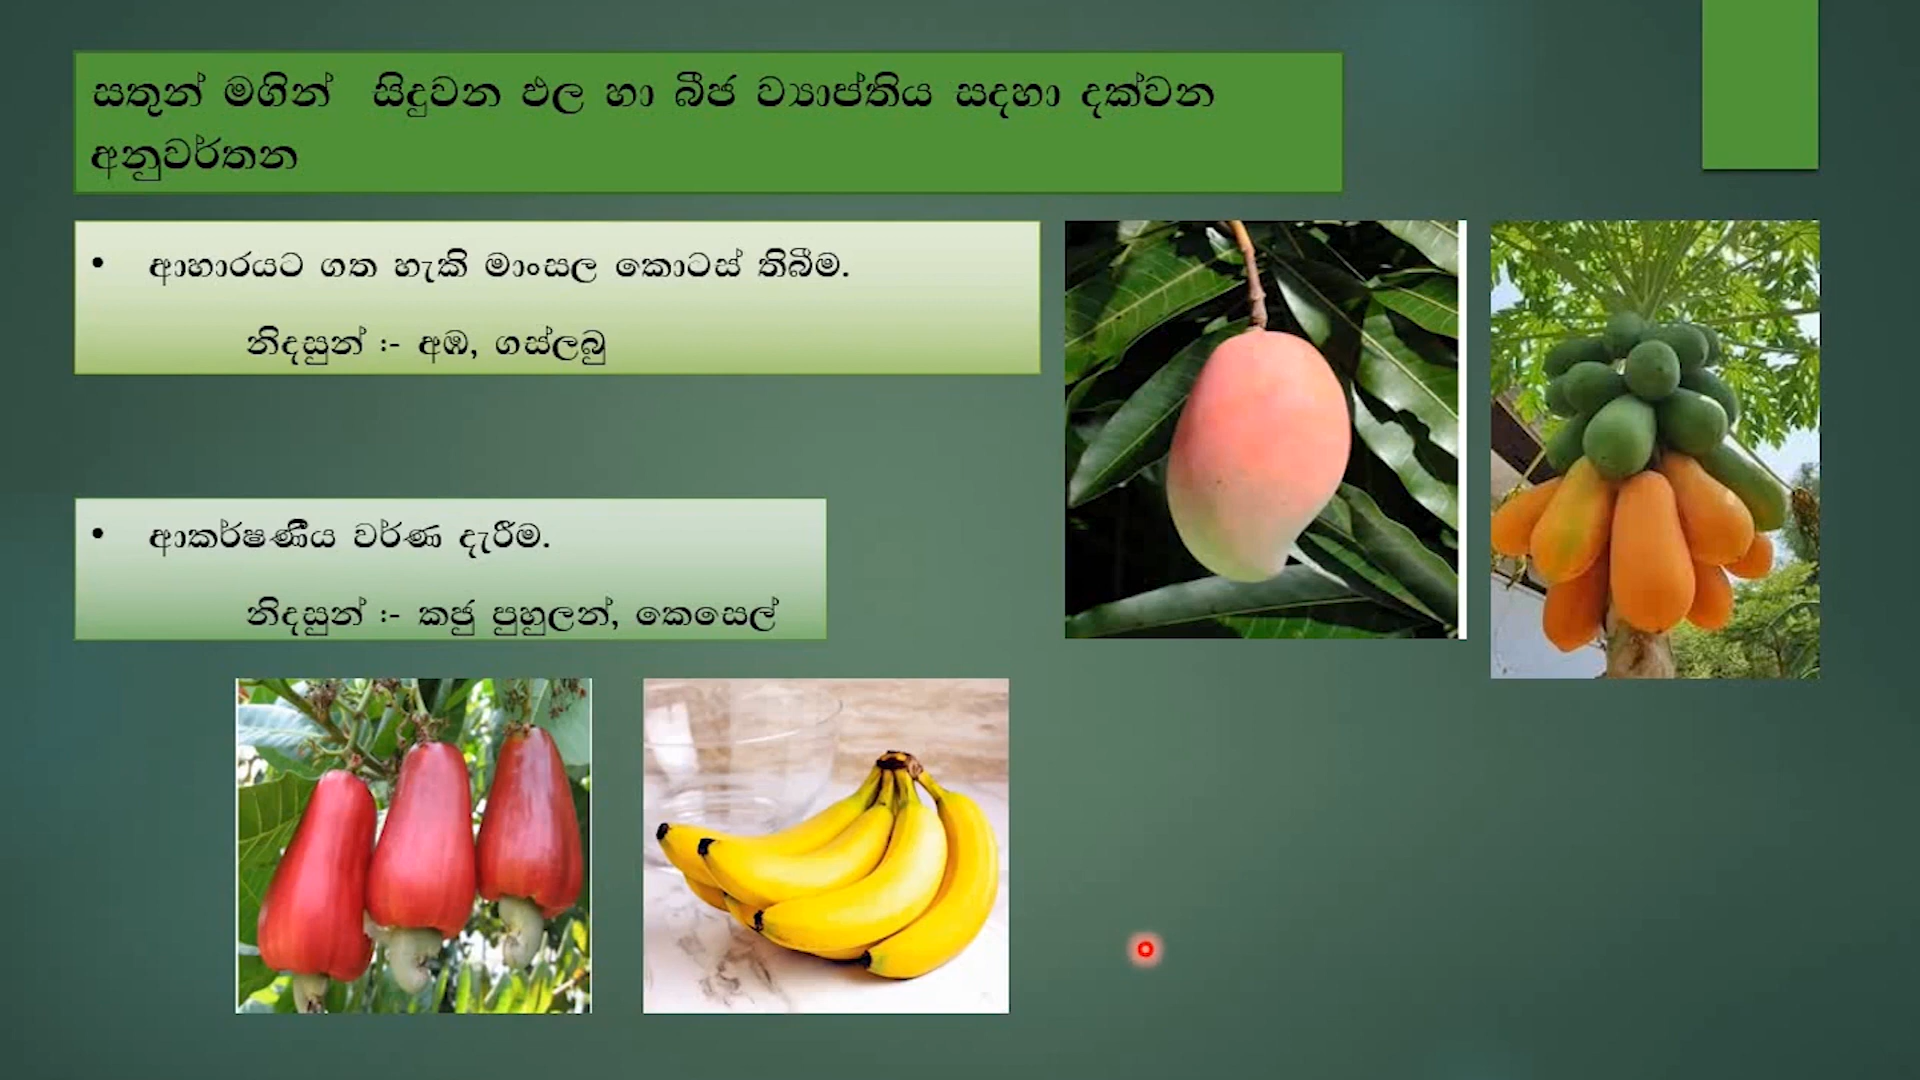 සතුන් මගින් සිදුවන ඵල හා බීජ ව්‍යාප්තිය සදහා දක්වන
අනුවර්තන
• ආහාරයට ගත හැකි මාංසල කොටස් තිබීම.
නිදසුන් :- අඹ, ගස්ලබු
• ආකර්ෂණීය වර්ණ දැරීම.
නිදසුන් :- කජු පුහුලන්, කෙසෙල්